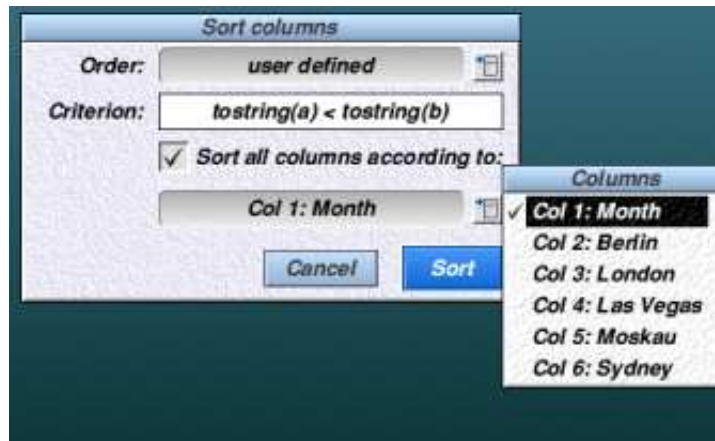 Sort columns
Order: user defined
Criterion: tostring(a) < tostring(b)
Sort all columns according to:
Col 1: Month
Cancel Sort
Columns
Col 1: Month
Col 2: Berlin
Col 3: London
Col 4: Las Vegas
Col 5: Moskau
Col 6: Sydney